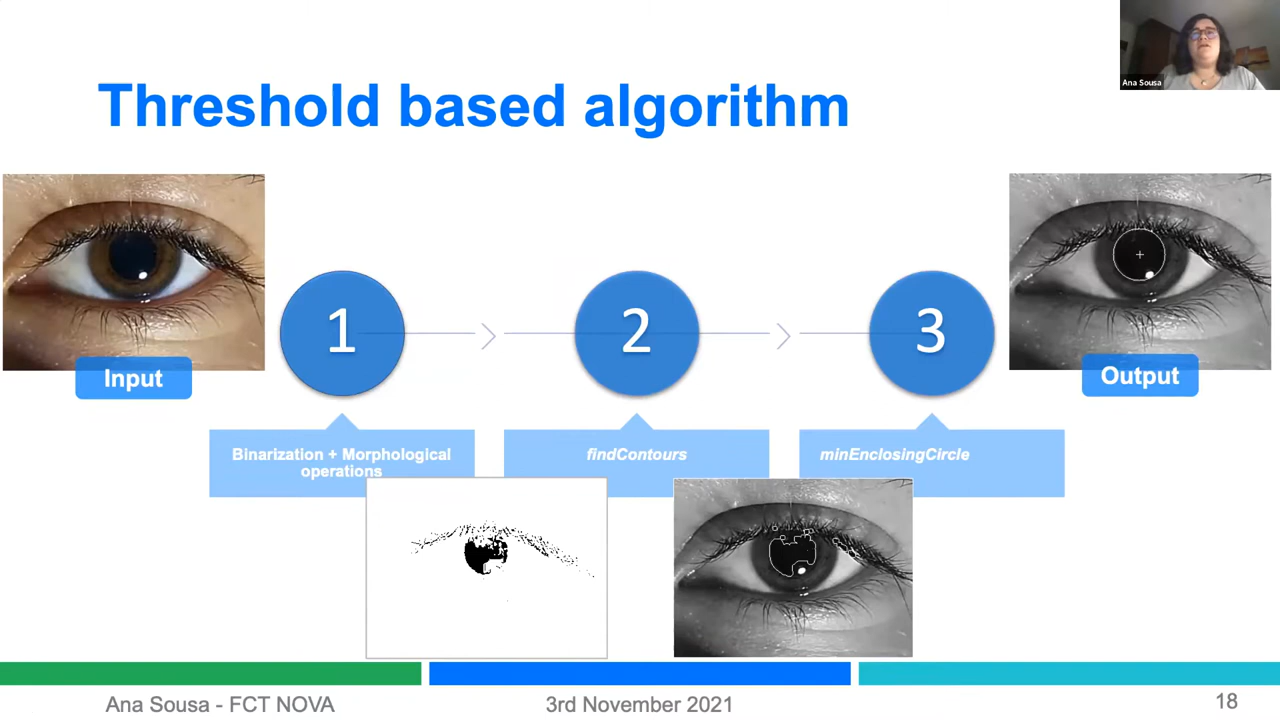 Ana Sousa
Threshold based algorithm
Input
1
2
3
Output
Binarization + Morphological
operations
findContours
minEnclosingCircle
Ana Sousa - FCT NOVA
3rd November 2021
18